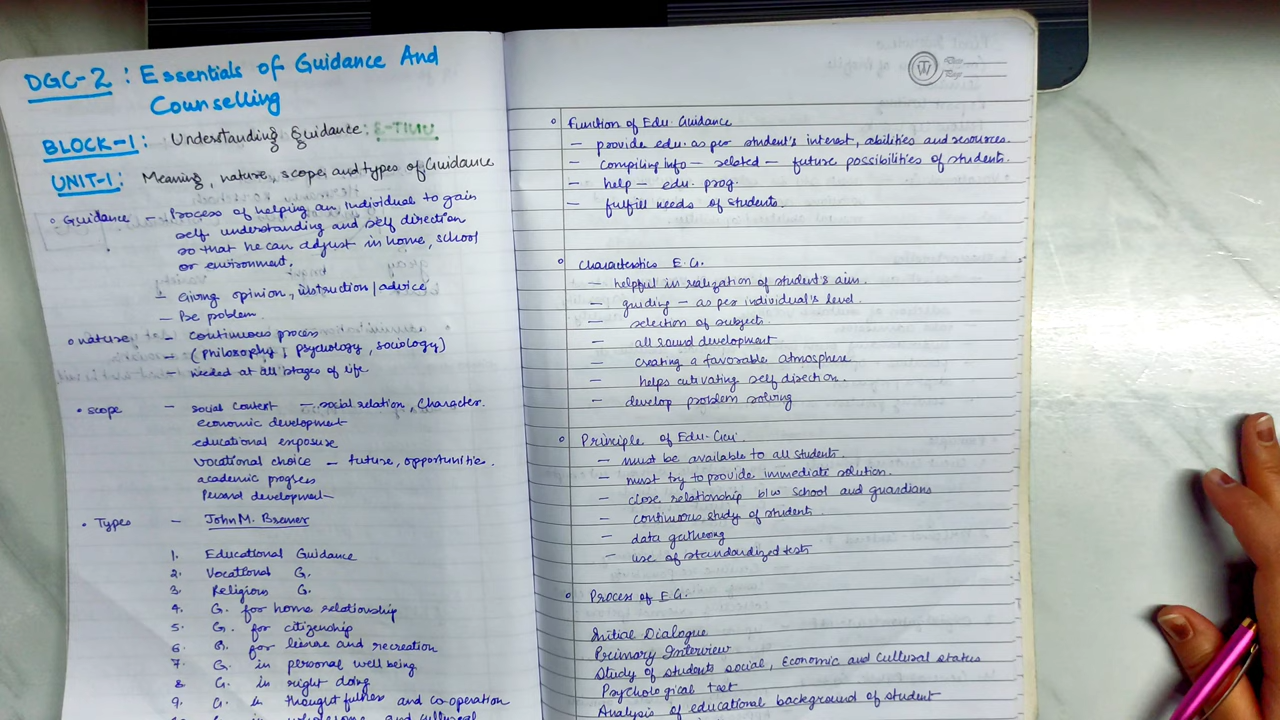 DGC-2 : Essentials of Guidance And
Counselling
BLOCK-1: Understanding Guidance:
UNIT-1: Meaning, nature, scope, and types of Guidance
• Guidance – Process of helping an individual to gain
self understanding and self direction
so that he can adjust in home, school
or environment.
– Giving opinion, instruction / advice
– Be problem.
• nature – continuous process
– (philosophy, psychology, sociology)
– needed at all stages of life
• scope – social context – social relation, character.
economic development
educational exposure
vocational choice – future, opportunities.
academic progress
Personal development
• Types – John M. Brewer
1. Educational Guidance
2. Vocational G.
3. Religious G.
4. G. for home relationship
5. G. for citizenship
6 G. for leisure and recreation
7 G. in personal well being
8 G. in right doing
9. G. in thoughtfulness and co-operation
and cultural
Date
Page
• Function of Edu. Guidance
– provide edu. as per student's interest, abilities and resources.
– compiling info – related – future possibilities of students.
– help – edu. prog.
– fulfill needs of students.
• Characteristics E.G.
– helpful in realization of student's aim.
– guiding – as per individual's level.
– selection of subjects.
– all round development
– creating a favorable atmosphere
– helps cultivating self direction.
– develop problem solving
• Principle of Edu. Gui.
– must be available to all students.
– must try to provide immediate solution.
– close relationship b/w school and guardians
– continuous study of students
– data gathering
– use of standardized tests
• Process of E.G.
Initial Dialogue
Primary Interview
Study of students social, Economic and Cultural status
Psychological test
Analysis of educational background of student